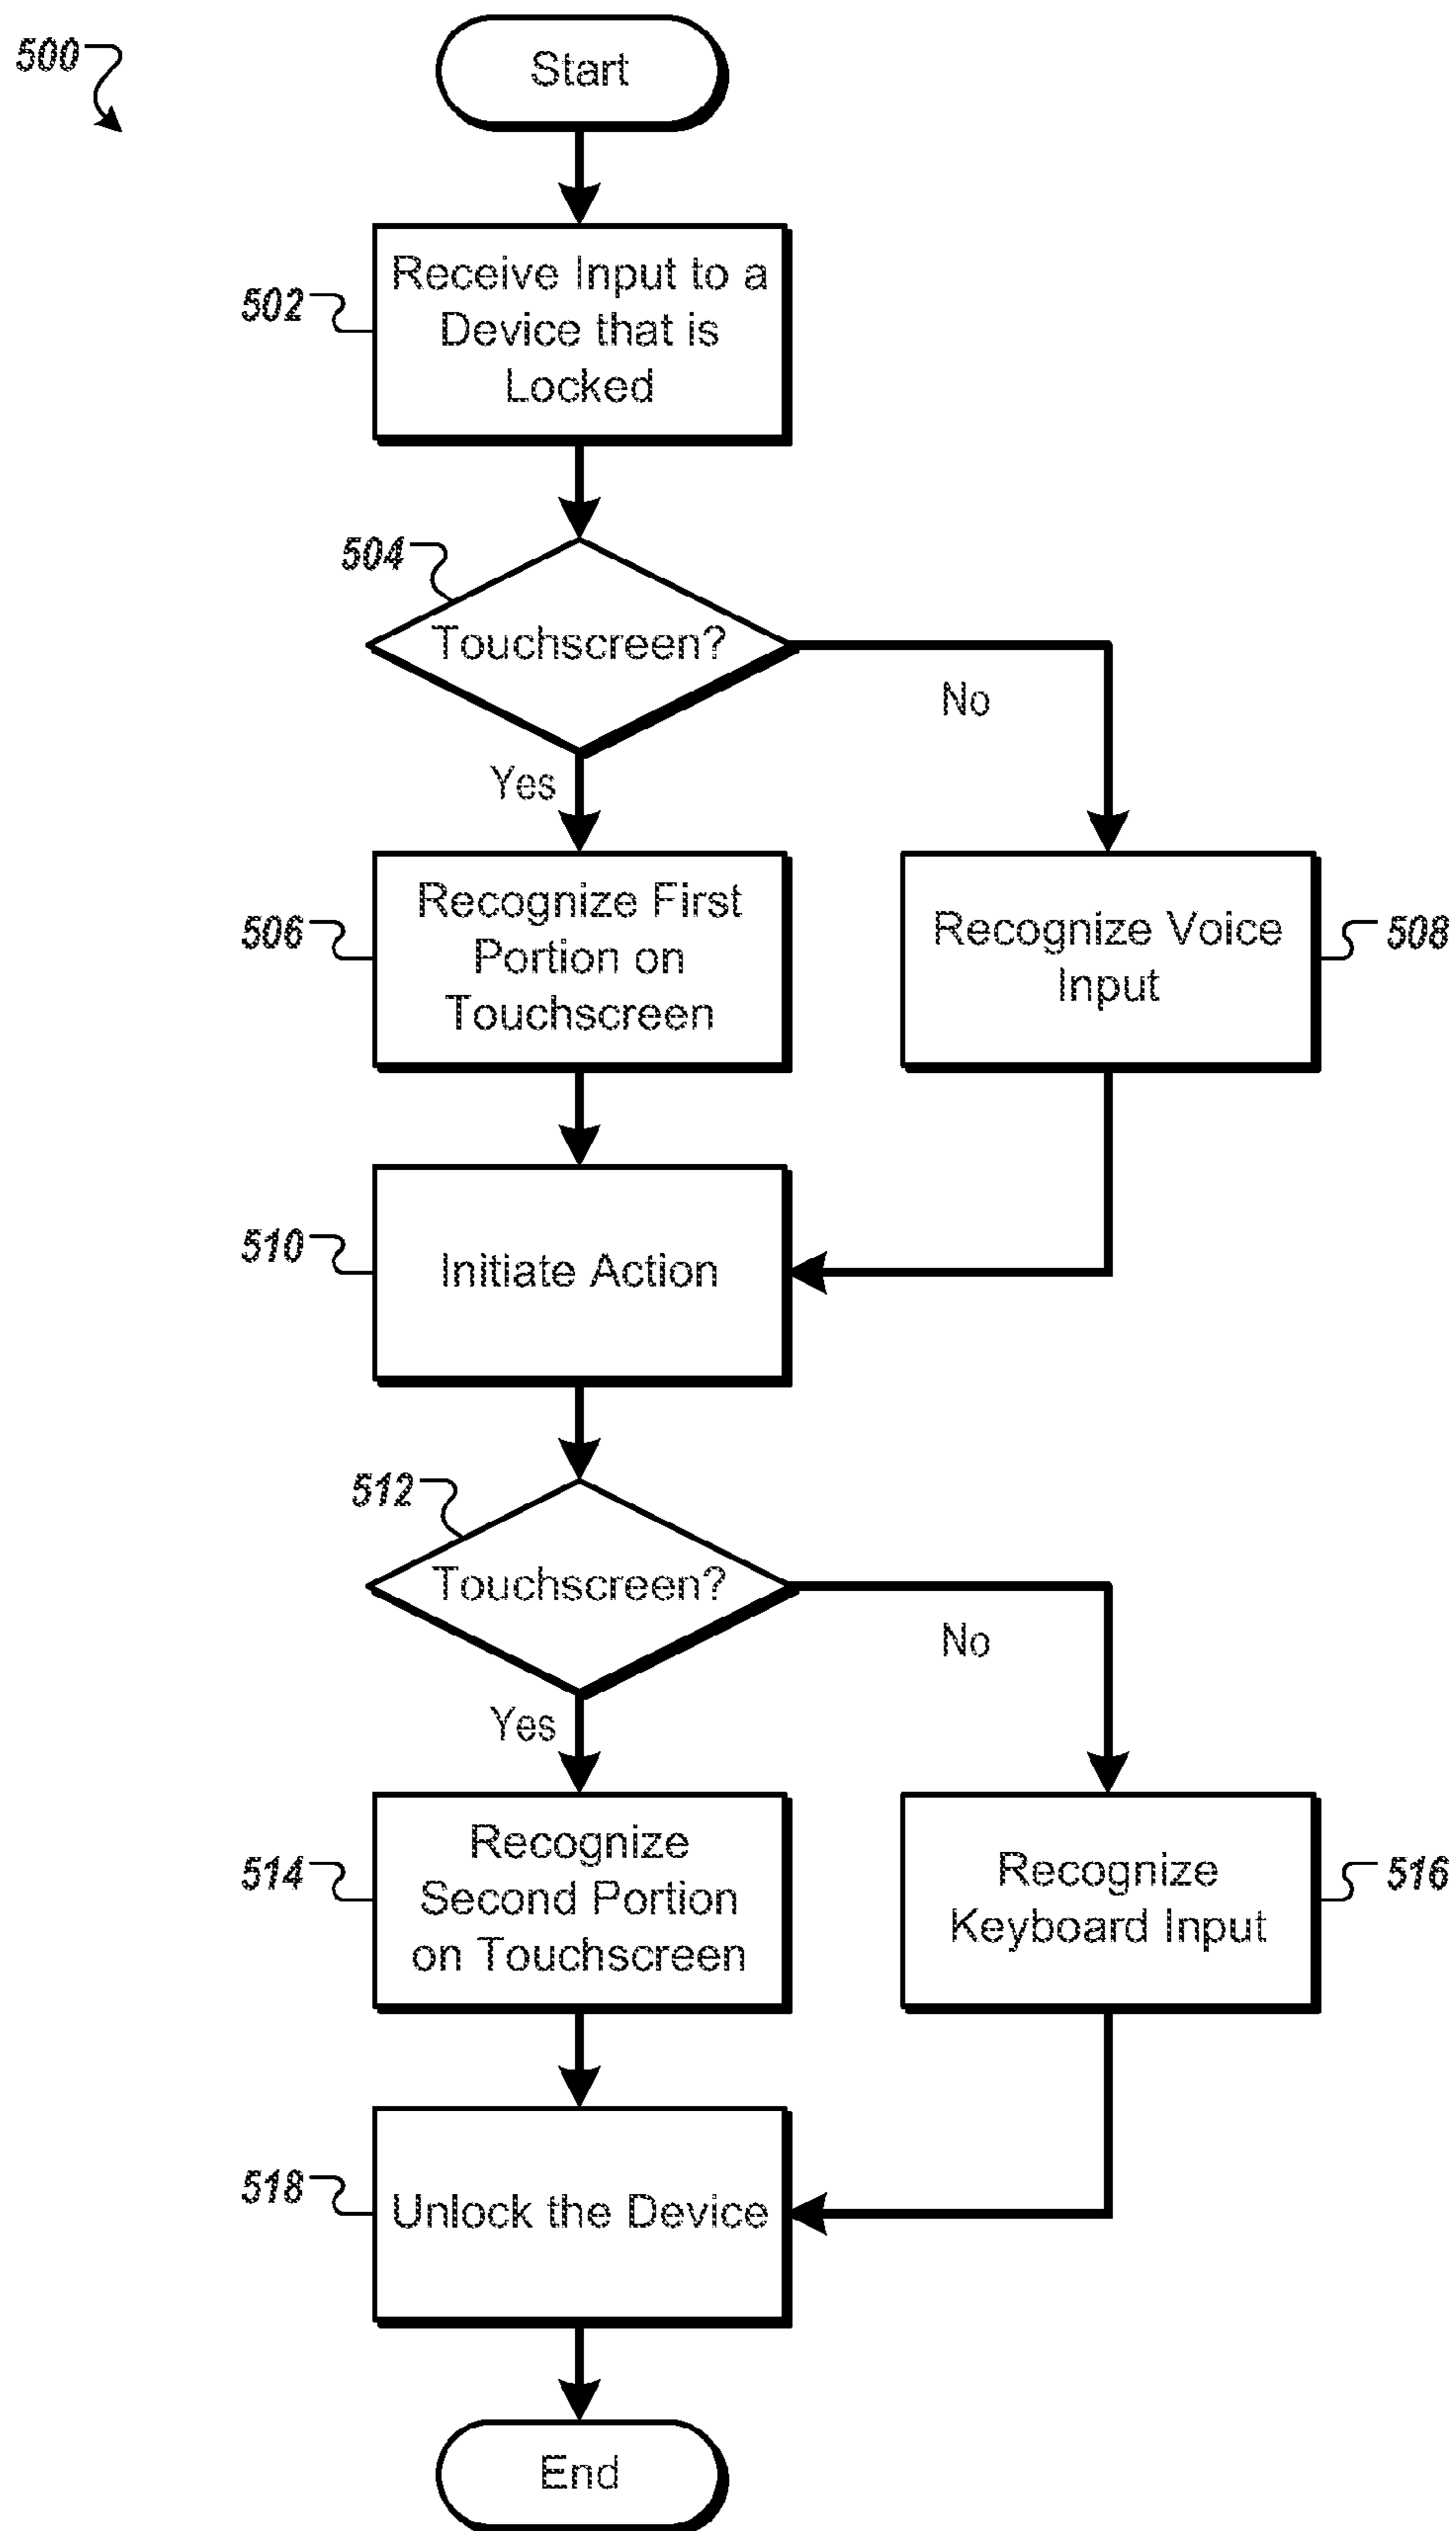 500
Start
502
Receive Input to a
Device that is
Locked
504
Touchscreen?
No
Yes
506
Recognize First
Portion on
Touchscreen
Recognize Voice
Input
508
510
Initiate Action
512
Touchscreen?
No
Yes
514
Recognize
Second Portion
on Touchscreen
Recognize
Keyboard Input
516
518
Unlock the Device
End